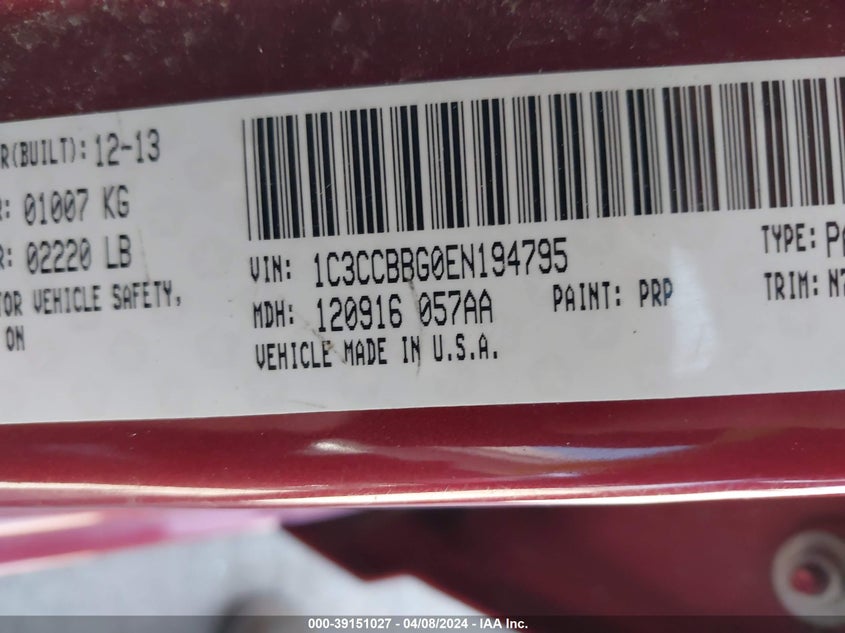 R(BUILT): 12-13
R: 01007 KG
R: 02220 LB
TOR VEHICLE SAFETY,
ON
VIN: 1C3CCBBG0EN194795
MDH: 120916 057AA
PAINT: PRP
VEHICLE MADE IN U.S.A.
TYPE:
TRIM:
000-39151027 - 04/08/2024 - IAA Inc.